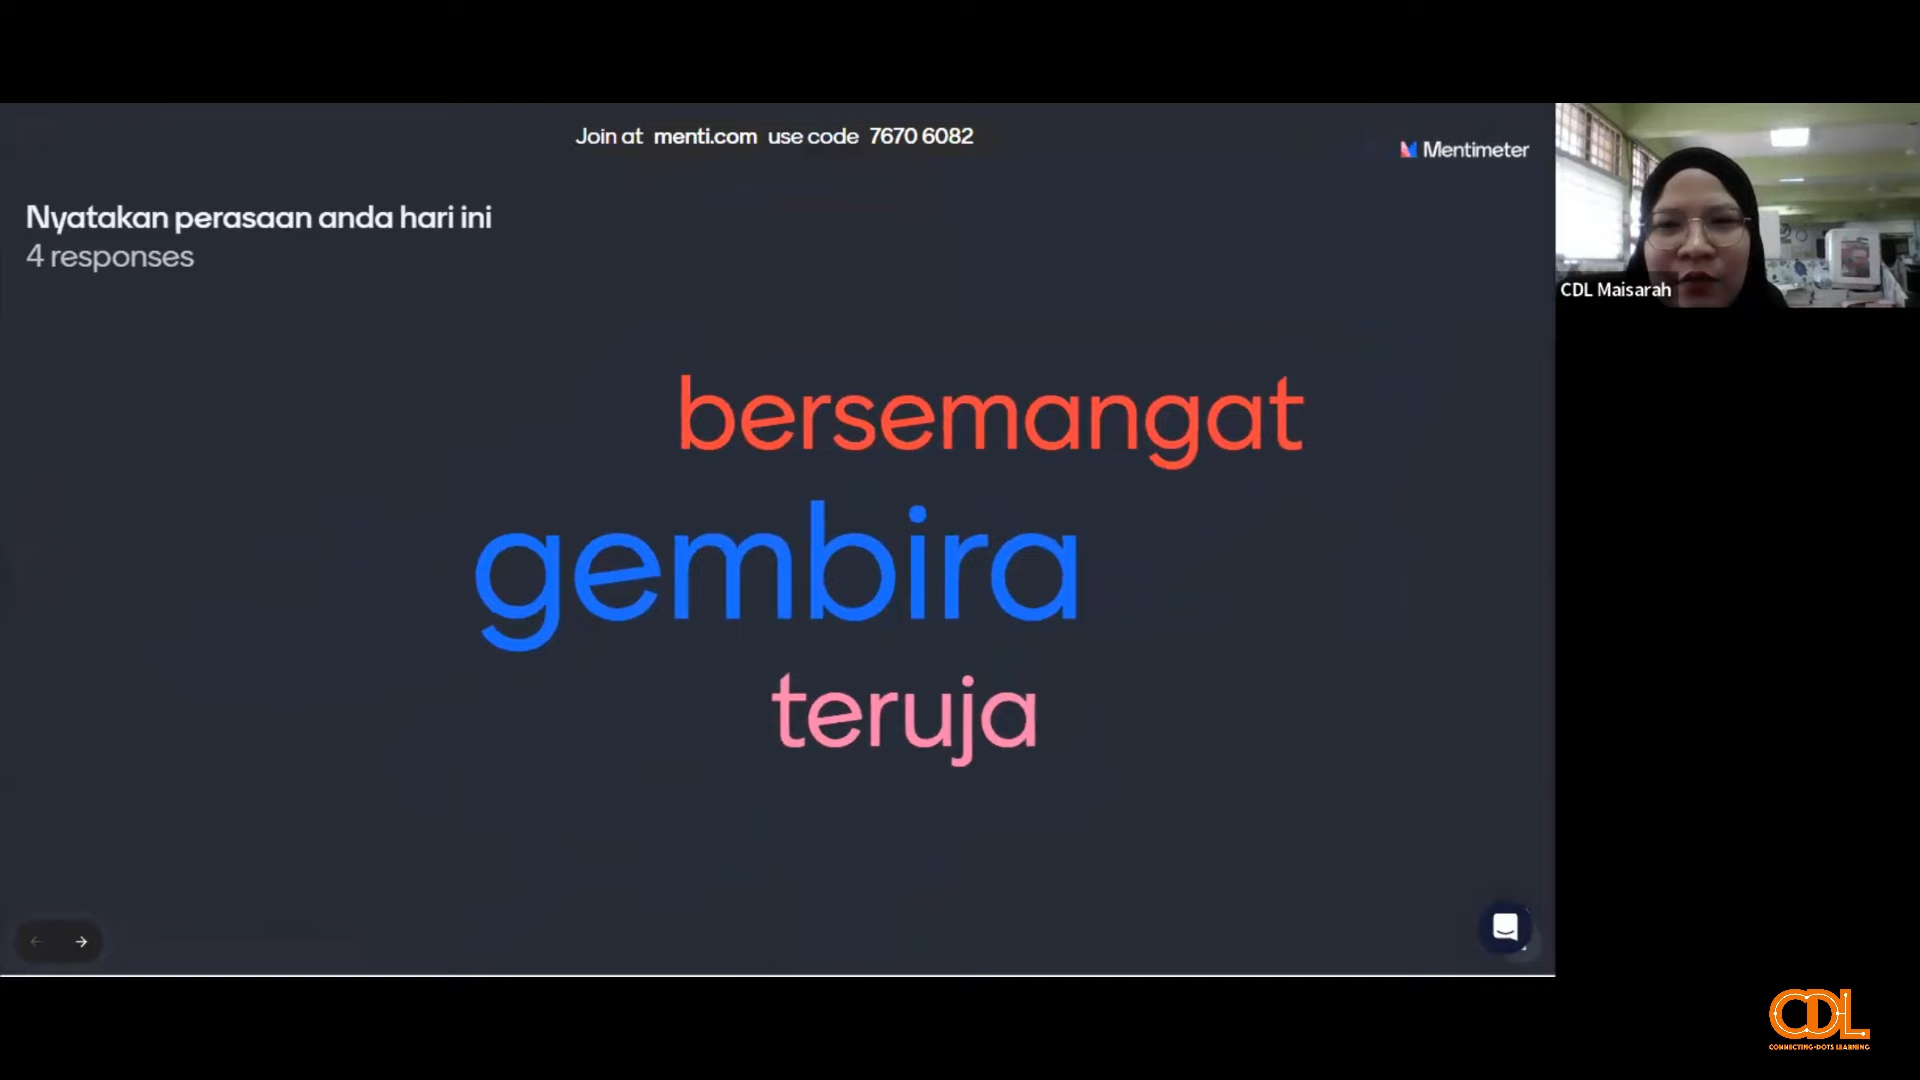 Join at menti.com use code 7670 6082
Mentimeter
Nyatakan perasaan anda hari ini
4 responses
bersemangat
gembira
teruja
CDL Maisarah
CDL
CONNECTING-DOTS LEARNING